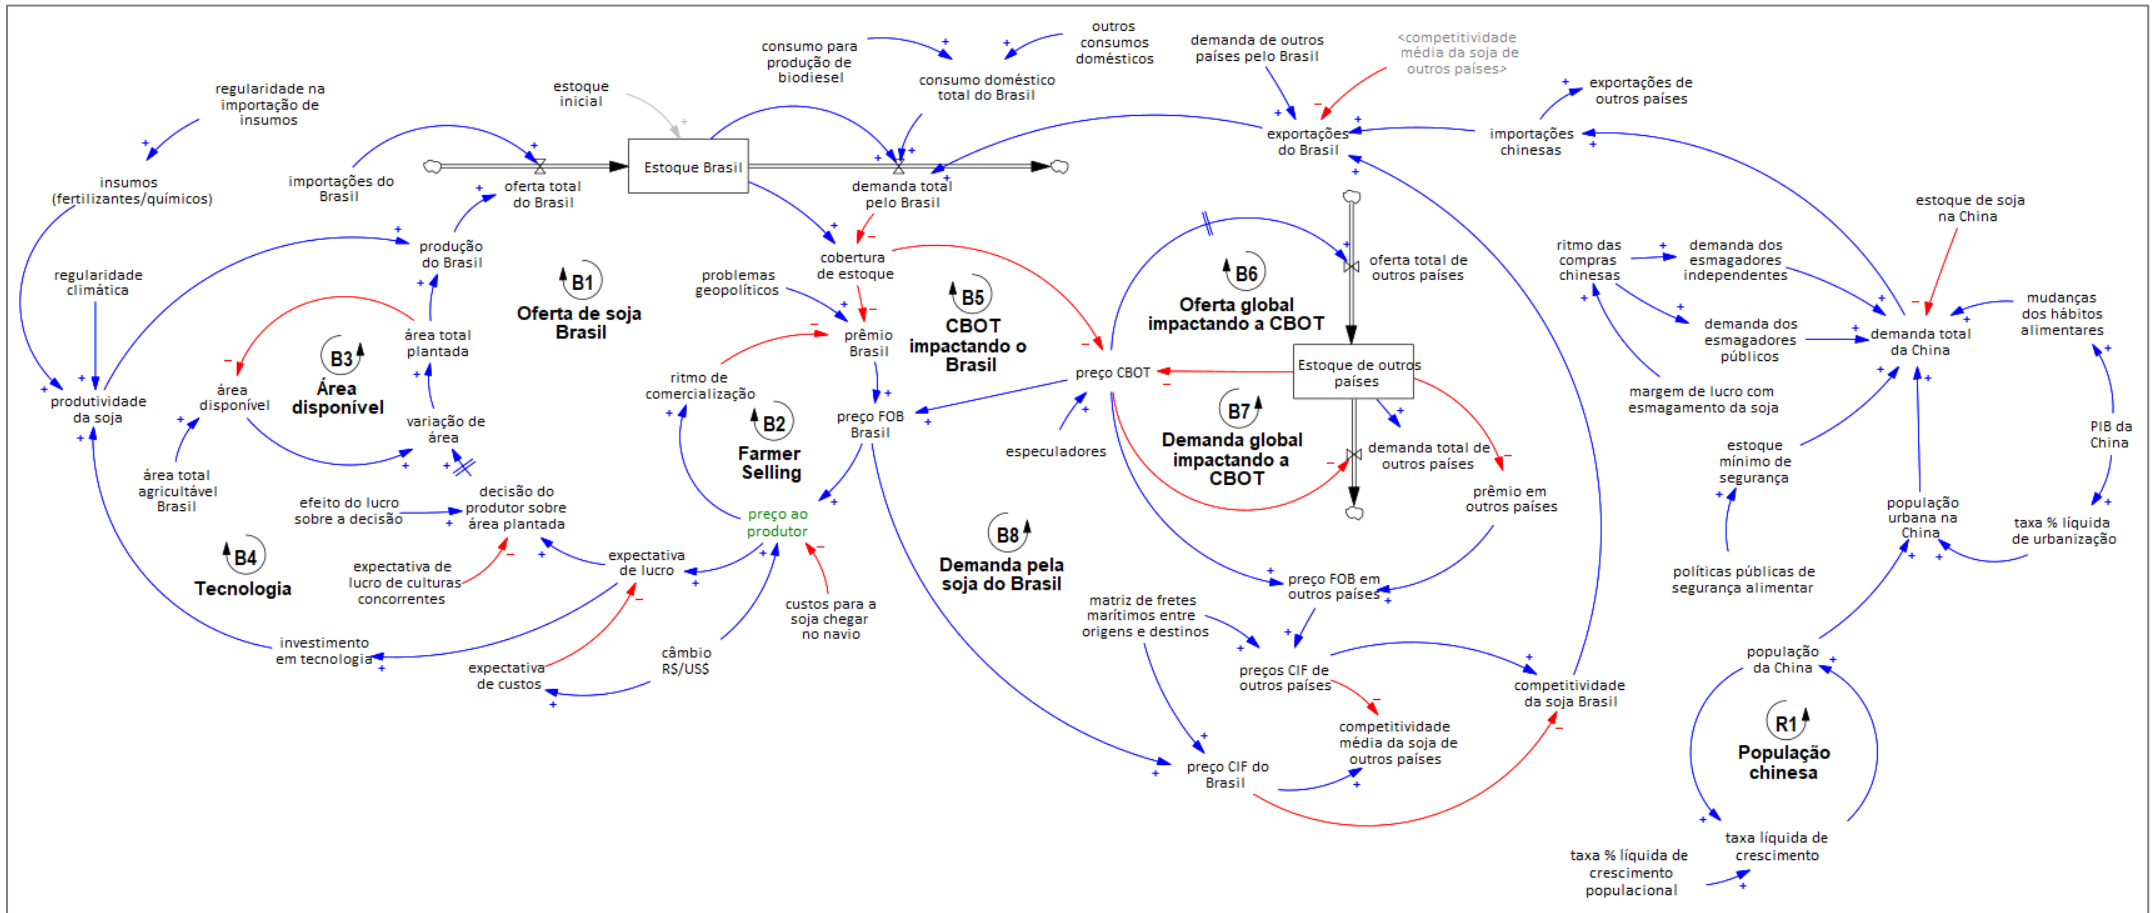 regularidade na
importação de
insumos
insumos
(fertilizantes/químicos)
regularidade
climática
importações do
Brasil
estoque
inicial
consumo para
produção de
biodiesel
outros
consumos
domésticos
consumo doméstico
total do Brasil
demanda de outros
países pelo Brasil
<competitividade
média da soja de
outros países>
exportações de
outros países
exportações
do Brasil
importações
chinesas
oferta total
do Brasil
Estoque Brasil
demanda total
pelo Brasil
produção
do Brasil
B1
Oferta de soja
Brasil
problemas
geopolíticos
cobertura
de estoque
B5
CBOT
impactando o
Brasil
B6
Oferta global
impactando a CBOT
oferta total de
outros países
estoque de soja
na China
ritmo das
compras
chinesas
demanda dos
esmagadores
independentes
demanda dos
esmagadores
públicos
demanda total
da China
mudanças
dos hábitos
alimentares
margem de lucro com
esmagamento da soja
área total
plantada
B3
Área
disponível
área
disponível
produtividade
da soja
área total
agricultável
Brasil
variação de
área
prêmio
Brasil
ritmo de
comercialização
preço FOB
Brasil
B2
Farmer
Selling
preço CBOT
especuladores
Estoque de outros
países
B7
Demanda global
impactando a
CBOT
demanda total de
outros países
prêmio em
outros países
estoque
mínimo de
segurança
PIB da
China
população
urbana na
China
taxa % líquida
de urbanização
políticas públicas de
segurança alimentar
efeito do lucro
sobre a decisão
decisão do
produtor sobre
área plantada
preço ao
produtor
B4
Tecnologia
expectativa de
lucro de culturas
concorrentes
expectativa
de lucro
B8
Demanda pela
soja do Brasil
preço FOB em
outros países
custos para a
soja chegar
no navio
matriz de fretes
marítimos entre
origens e destinos
investimento
em tecnologia
expectativa
de custos
câmbio
R$/US$
preços CIF de
outros países
competitividade
da soja Brasil
competitividade
média da soja de
outros países
preço CIF do
Brasil
população
da China
R1
População
chinesa
taxa líquida de
crescimento
taxa % líquida de
crescimento
populacional